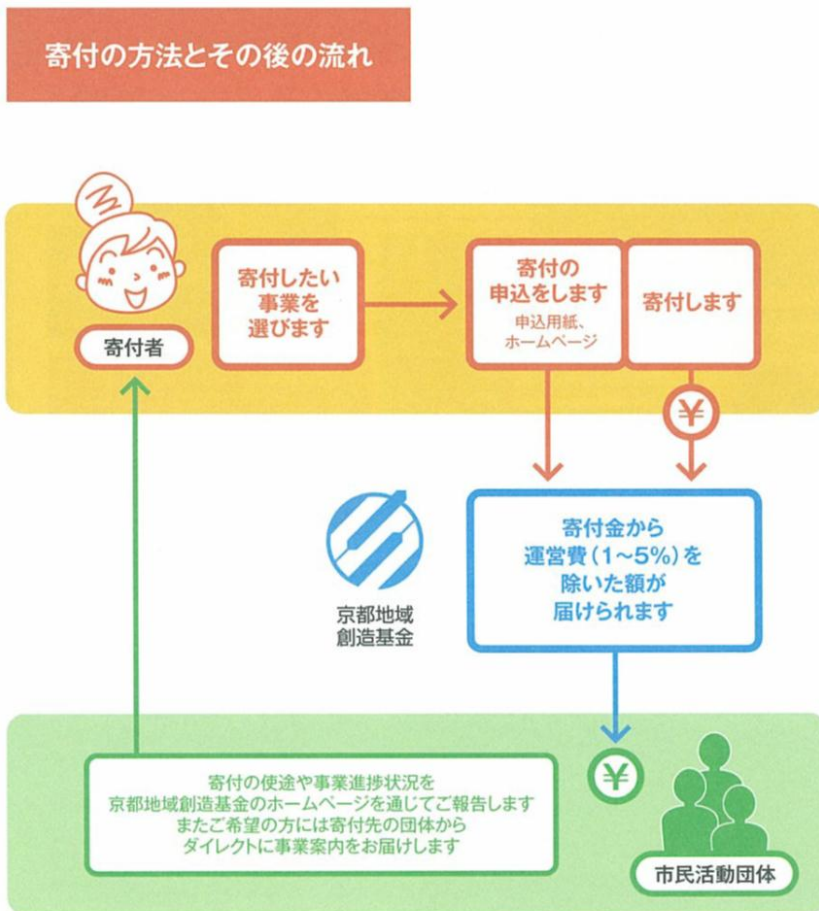 寄付の方法とその後の流れ
寄付者
寄付したい
事業を
選びます
寄付の
申込をします
申込用紙、
ホームページ
寄付します
¥
京都地域
創造基金
寄付金から
運営費(1~5%)を
除いた額が
届けられます
¥
寄付の使途や事業進捗状況を
京都地域創造基金のホームページを通じてご報告します
またご希望の方には寄付先の団体から
ダイレクトに事業案内をお届けします
市民活動団体